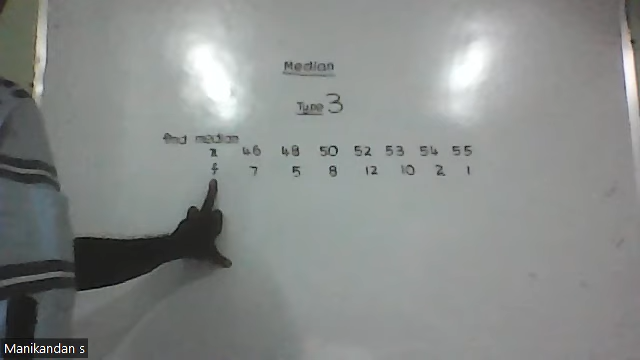 Median
Type 3
find median
x 46 48 50 52 53 54 55
f 7 5 8 12 10 2 1
Manikandan s